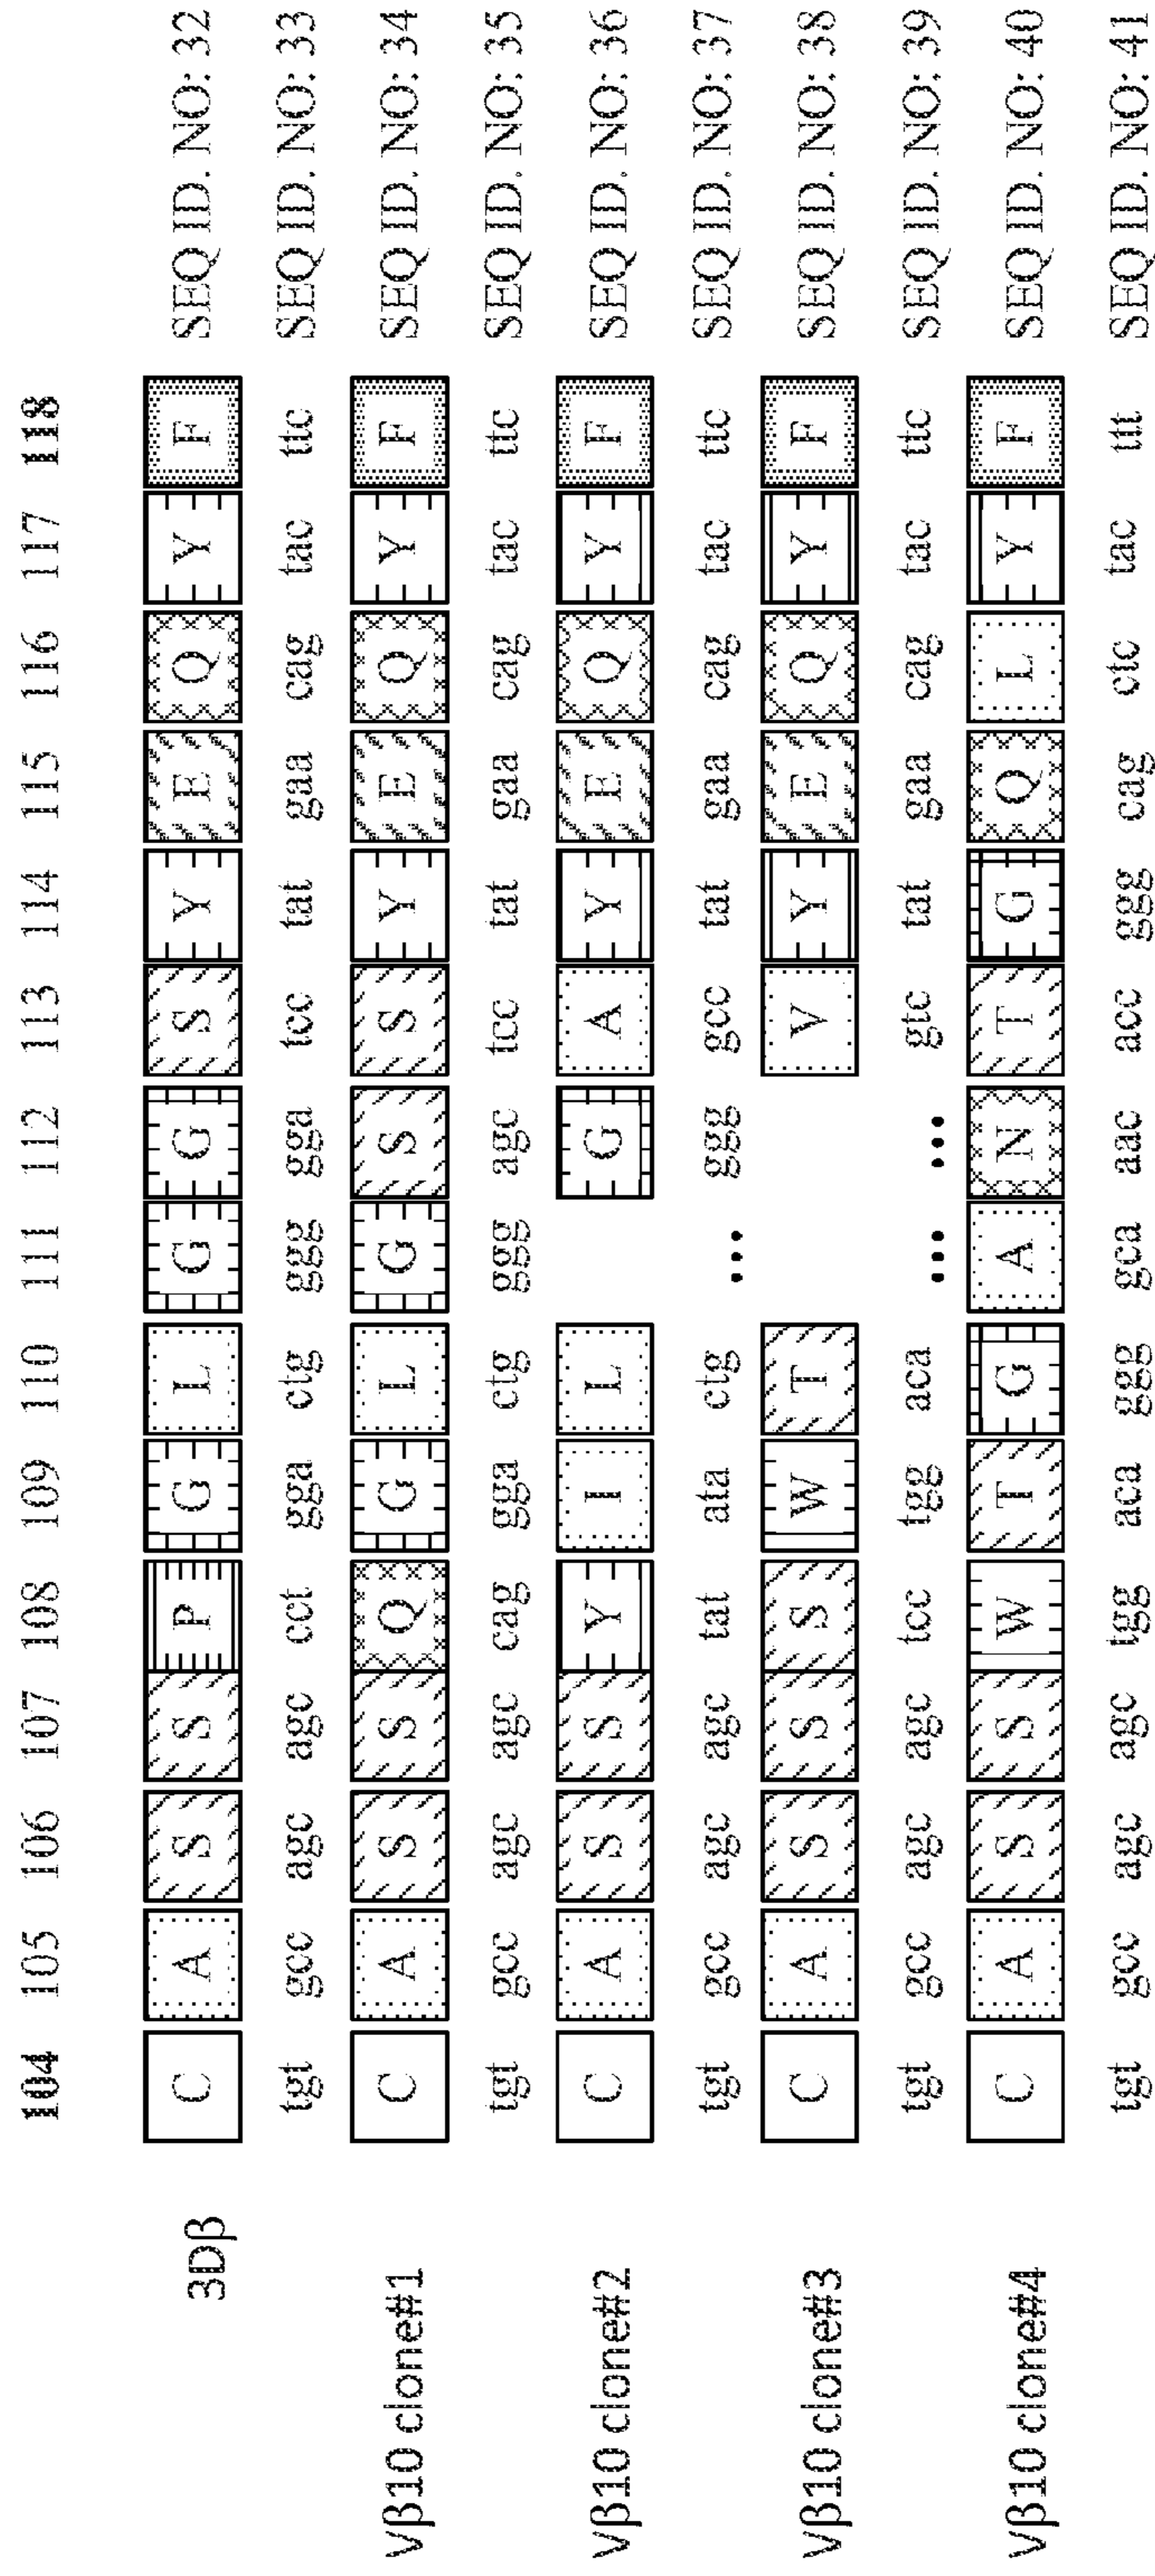 104 105 106 107 108 109 110 111 112 113 114 115 116 117 118
3Dβ C A S S P G L G G S Y E Q Y F SEQ ID. NO: 32
tgt gcc agc agc cct gga ctg ggg gga tcc tat gaa cag tac ttc SEQ ID. NO: 33
Vβ10 clone#1 C A S S Q G L G S S Y E Q Y F SEQ ID. NO: 34
tgt gcc agc agc cag gga ctg ggg agc tcc tat gaa cag tac ttc SEQ ID. NO: 35
Vβ10 clone#2 C A S S Y I L G A Y E Q Y F SEQ ID. NO: 36
tgt gcc agc agc tat ata ctg ... ggg gcc tat gaa cag tac ttc SEQ ID. NO: 37
Vβ10 clone#3 C A S S S W T V Y E Q Y F SEQ ID. NO: 38
tgt gcc agc agc tcc tgg aca ... ... gtc tat gaa cag tac ttc SEQ ID. NO: 39
Vβ10 clone#4 C A S S W T G A N T G Q L Y F SEQ ID. NO: 40
tgt gcc agc agc tgg aca ggg gca aac acc ggg cag ctc tac ttt SEQ ID. NO: 41